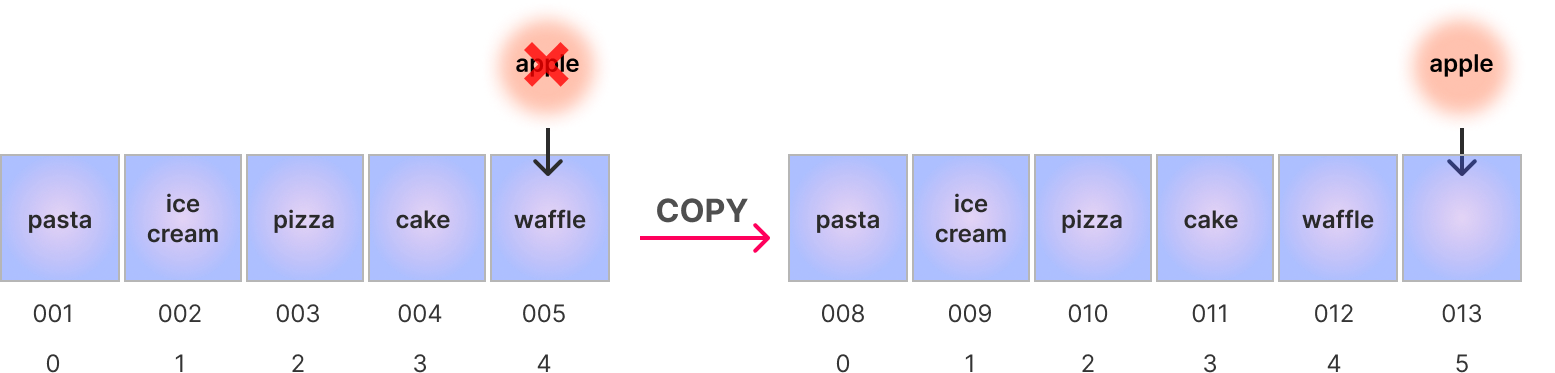 apple
apple
pasta
ice
cream
pizza
cake
waffle
COPY
pasta
ice
cream
pizza
cake
waffle
001 002 003 004 005
008 009 010 011 012 013
0 1 2 3 4
0 1 2 3 4 5